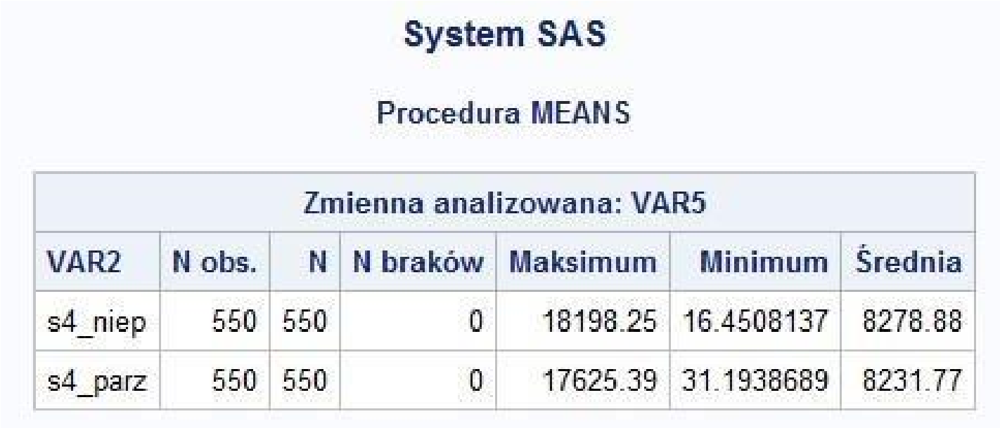 System SAS
Procedura MEANS
Zmienna analizowana: VAR5
VAR2 N obs. N N braków Maksimum Minimum Średnia
s4_niep 550 550 0 18198.25 16.4508137 8278.88
s4_parz 550 550 0 17625.39 31.1938689 8231.77